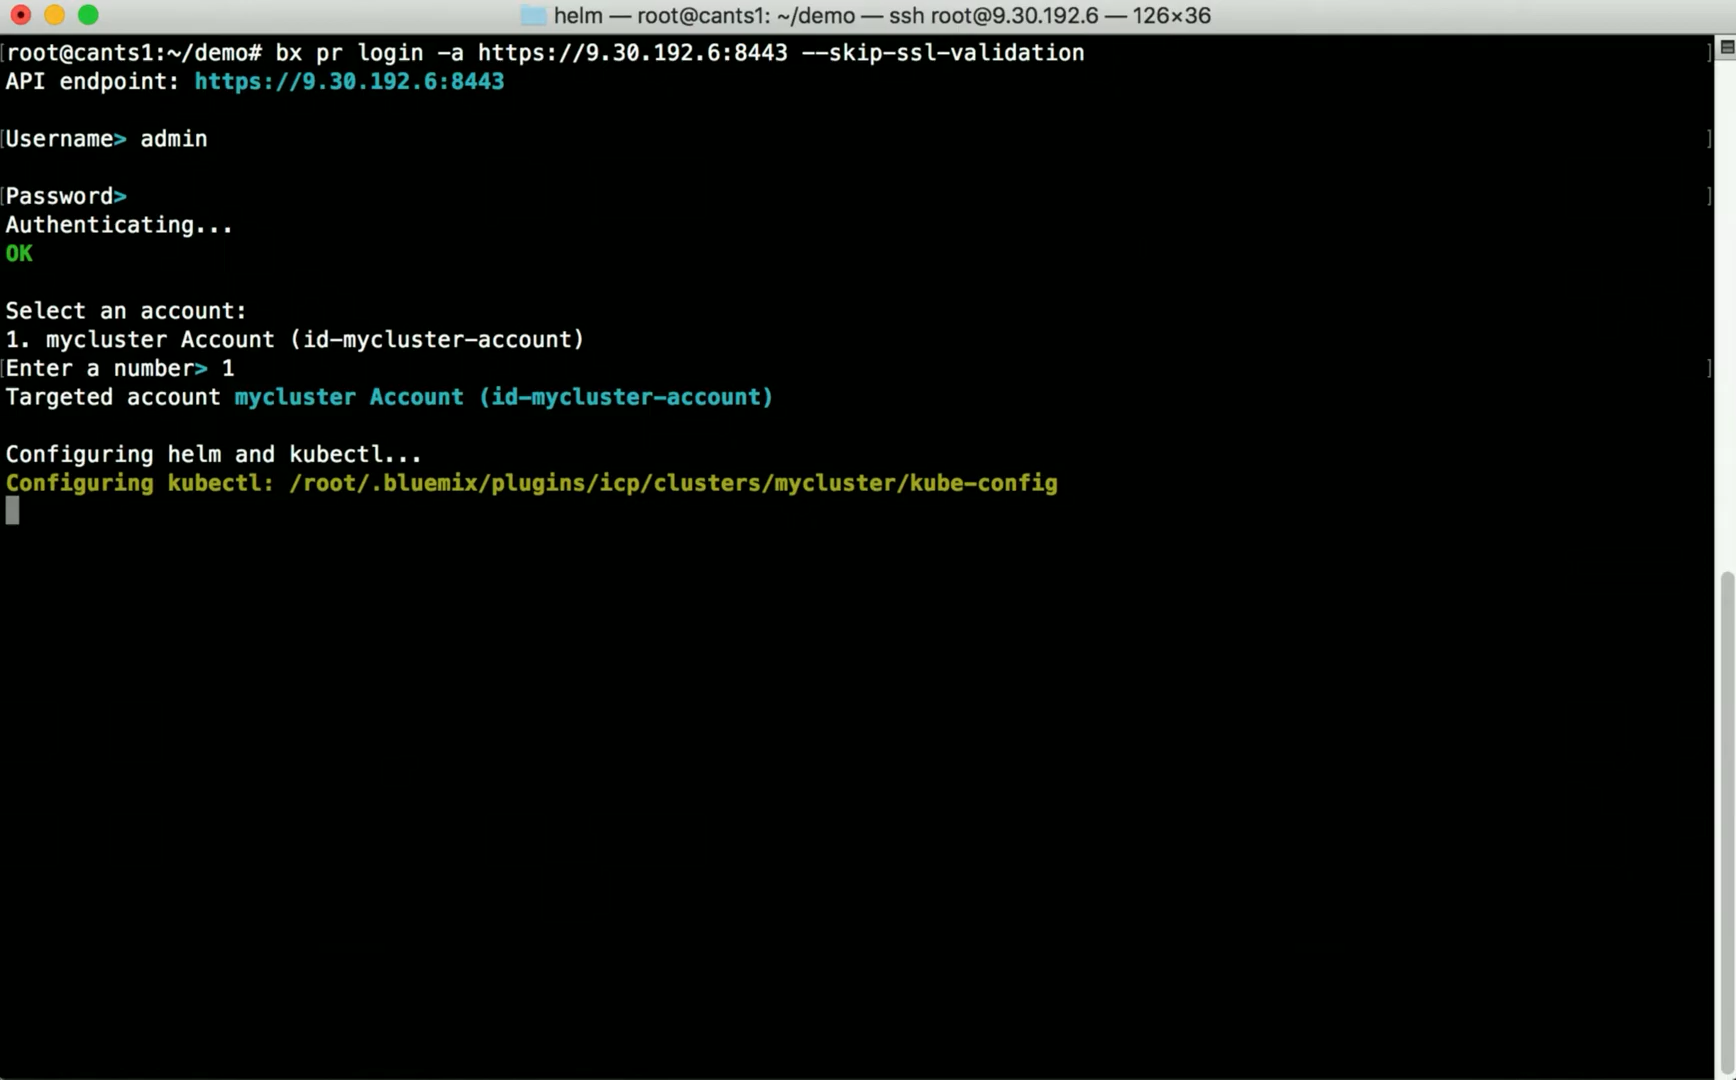 helm — root@cants1: ~/demo — ssh root@9.30.192.6 — 126×36
[root@cants1:~/demo# bx pr login -a https://9.30.192.6:8443 --skip-ssl-validation ]
API endpoint: https://9.30.192.6:8443
[Username> admin ]
[Password> ]
Authenticating...
OK
Select an account:
1. mycluster Account (id-mycluster-account)
[Enter a number> 1 ]
Targeted account mycluster Account (id-mycluster-account)
Configuring helm and kubectl...
Configuring kubectl: /root/.bluemix/plugins/icp/clusters/mycluster/kube-config